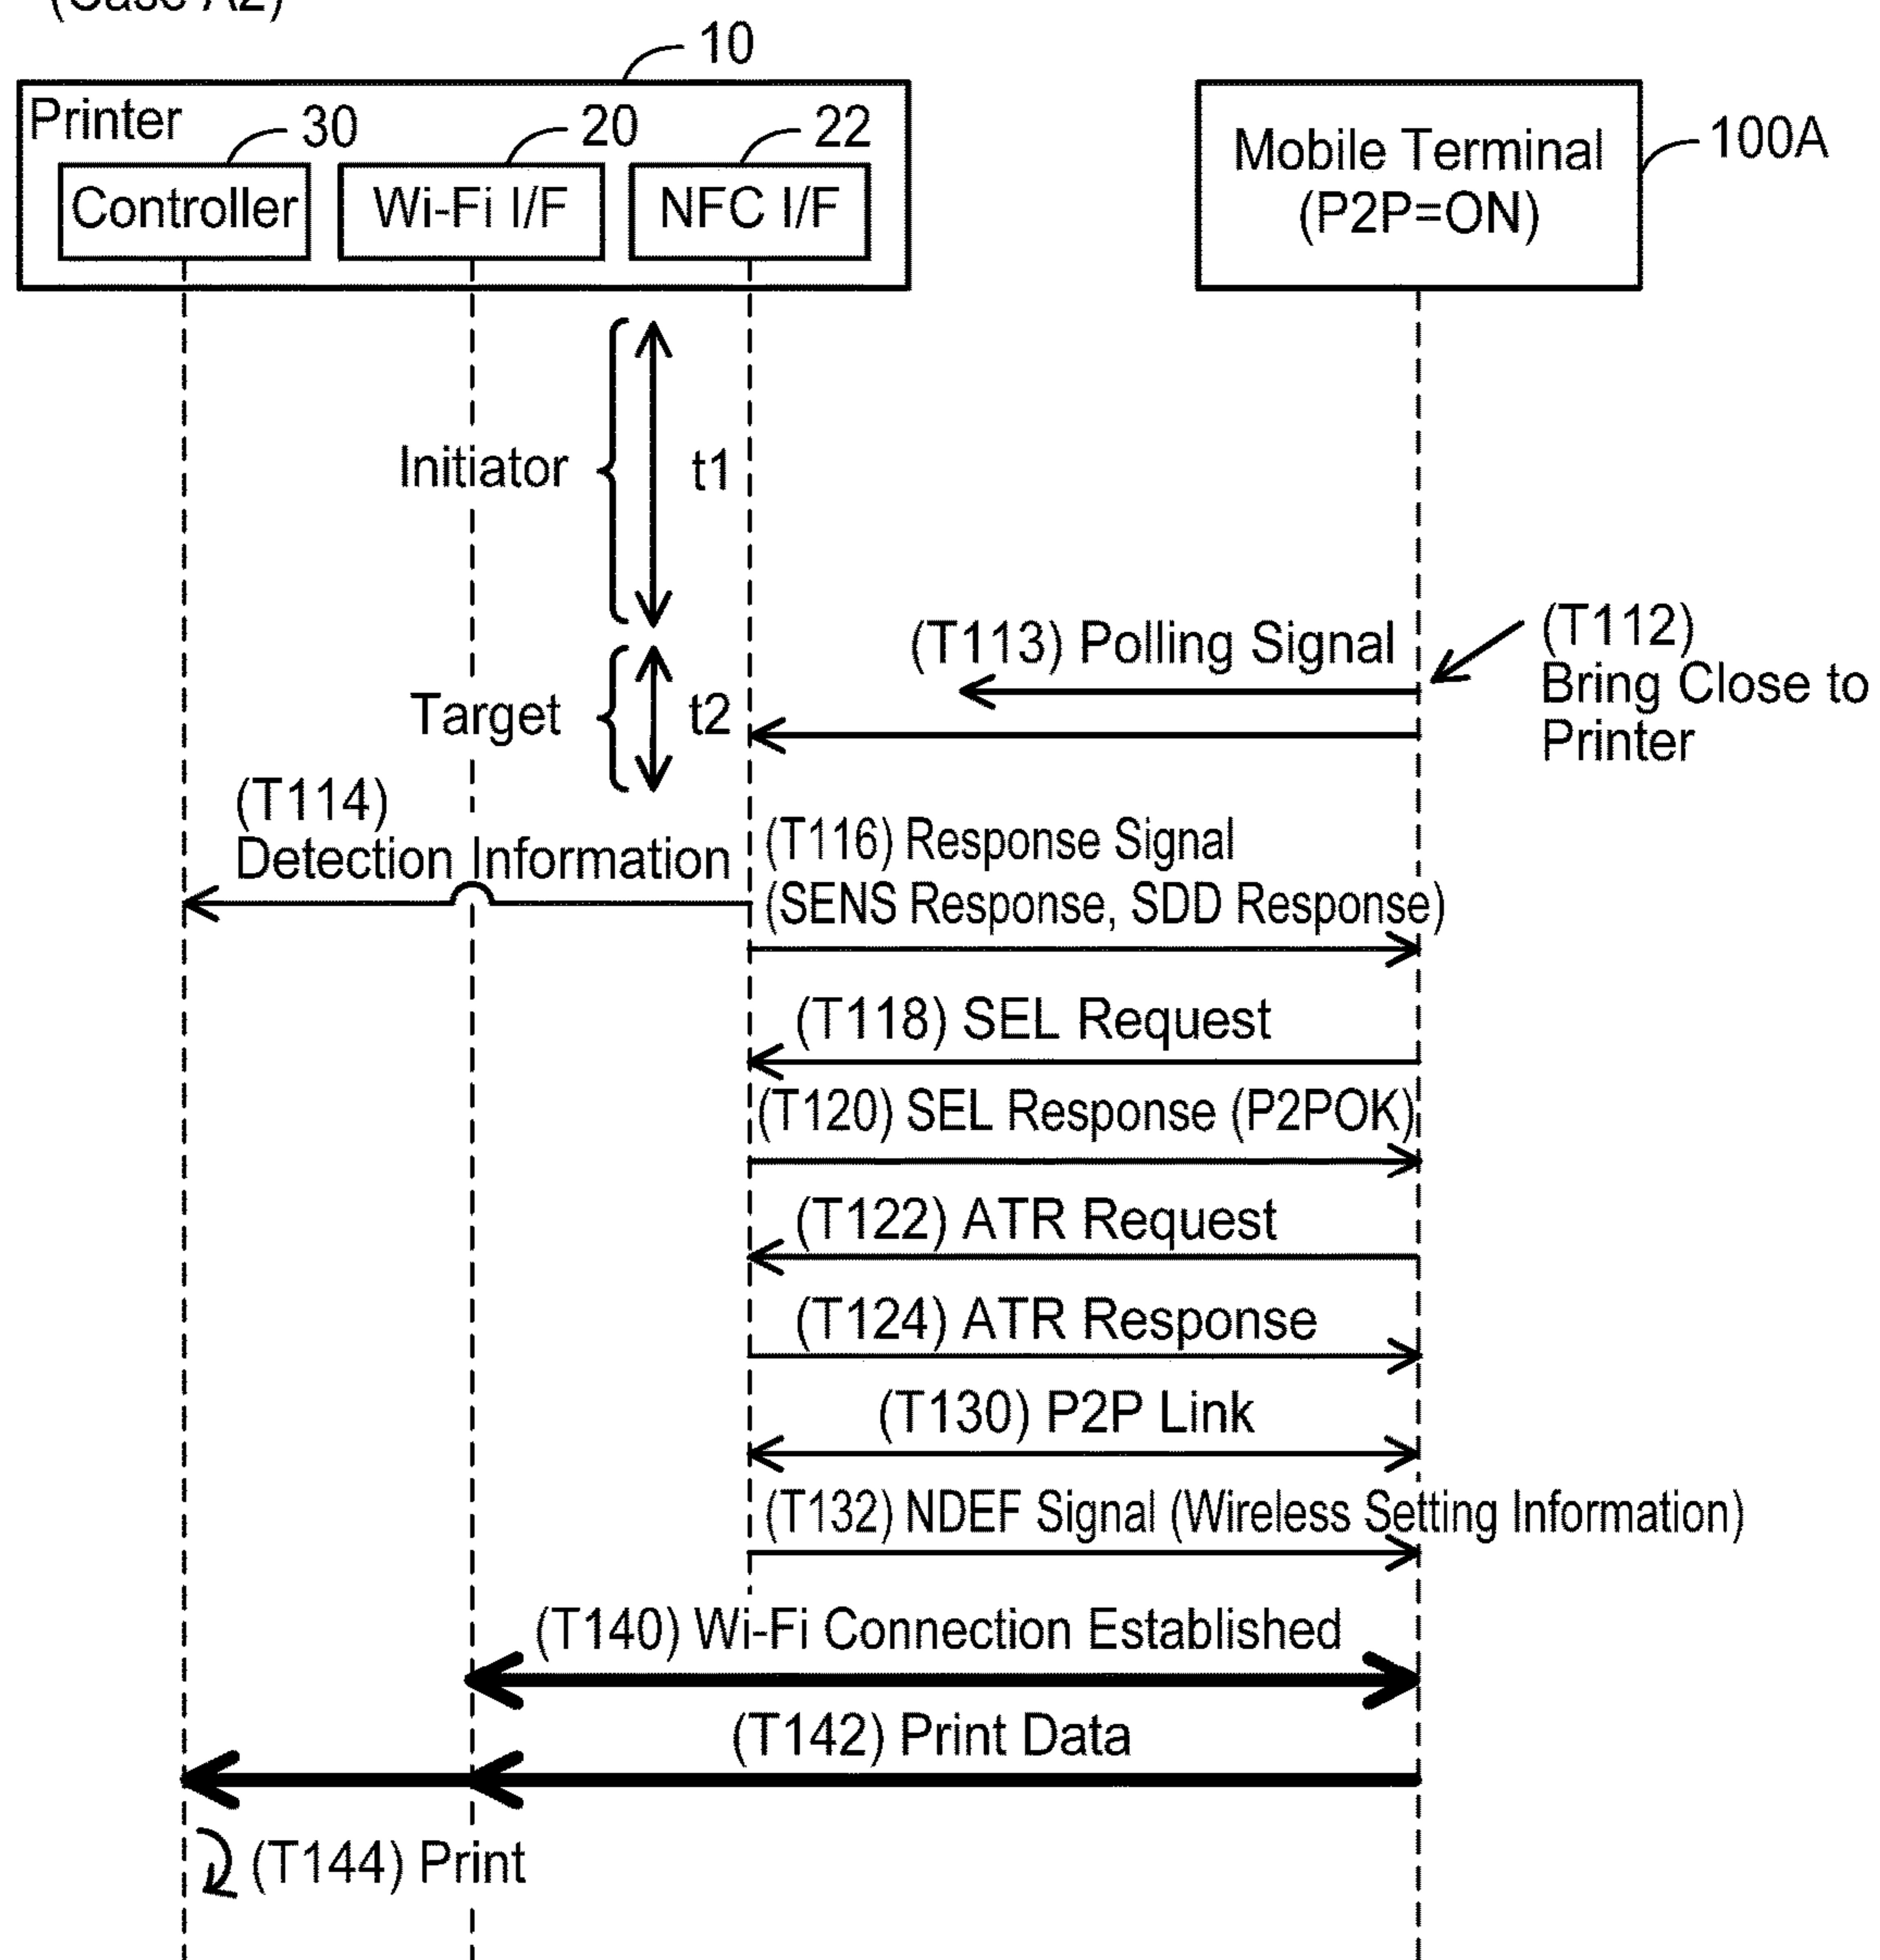 (Case A2)
10
Printer
30
20
22
100A
Controller
Wi-Fi I/F
NFC I/F
Mobile Terminal
(P2P=ON)
Initiator
t1
(T112)
Bring Close to
Printer
(T113) Polling Signal
Target
t2
(T114)
Detection Information
(T116) Response Signal
(SENS Response, SDD Response)
(T118) SEL Request
(T120) SEL Response (P2POK)
(T122) ATR Request
(T124) ATR Response
(T130) P2P Link
(T132) NDEF Signal (Wireless Setting Information)
(T140) Wi-Fi Connection Established
(T142) Print Data
(T144) Print